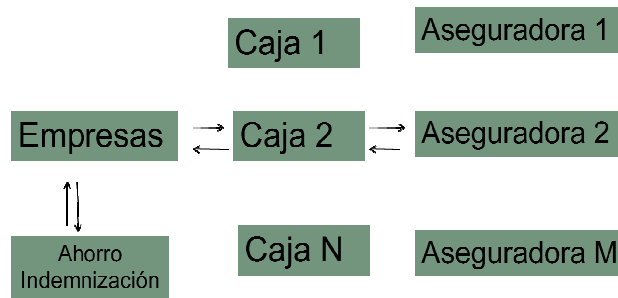 Caja 1
Aseguradora 1
Empresas
Caja 2
Aseguradora 2
Ahorro
Indemnización
Caja N
Aseguradora M